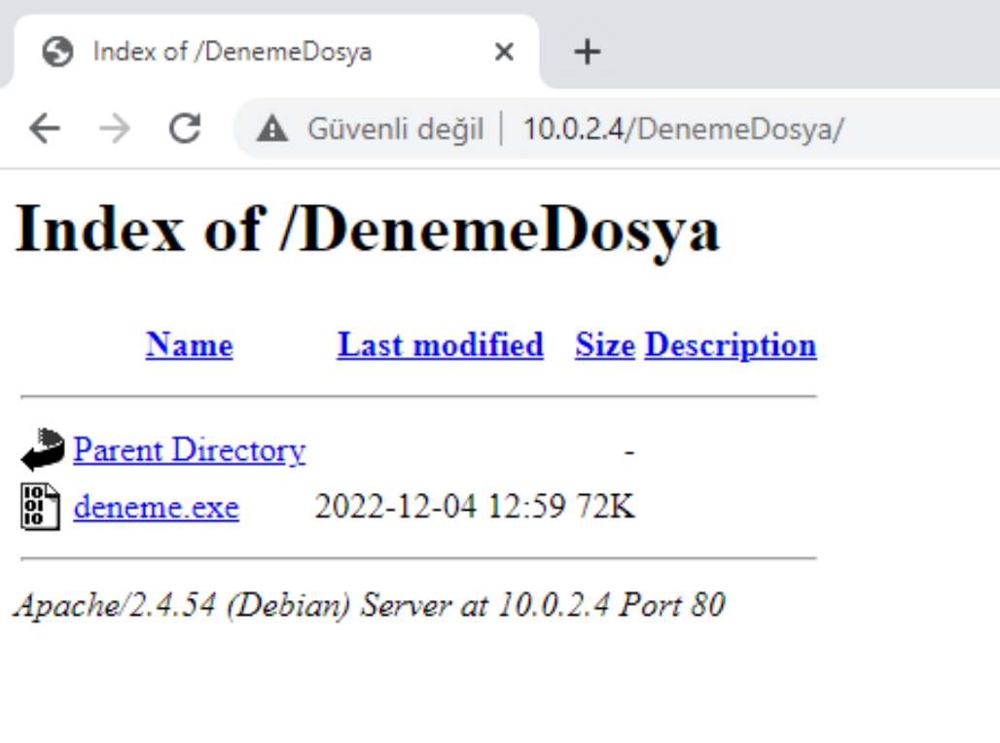 Index of /DenemeDosya
Güvenli değil | 10.0.2.4/DenemeDosya/
Index of /DenemeDosya
Name Last modified Size Description
Parent Directory -
deneme.exe 2022-12-04 12:59 72K
Apache/2.4.54 (Debian) Server at 10.0.2.4 Port 80